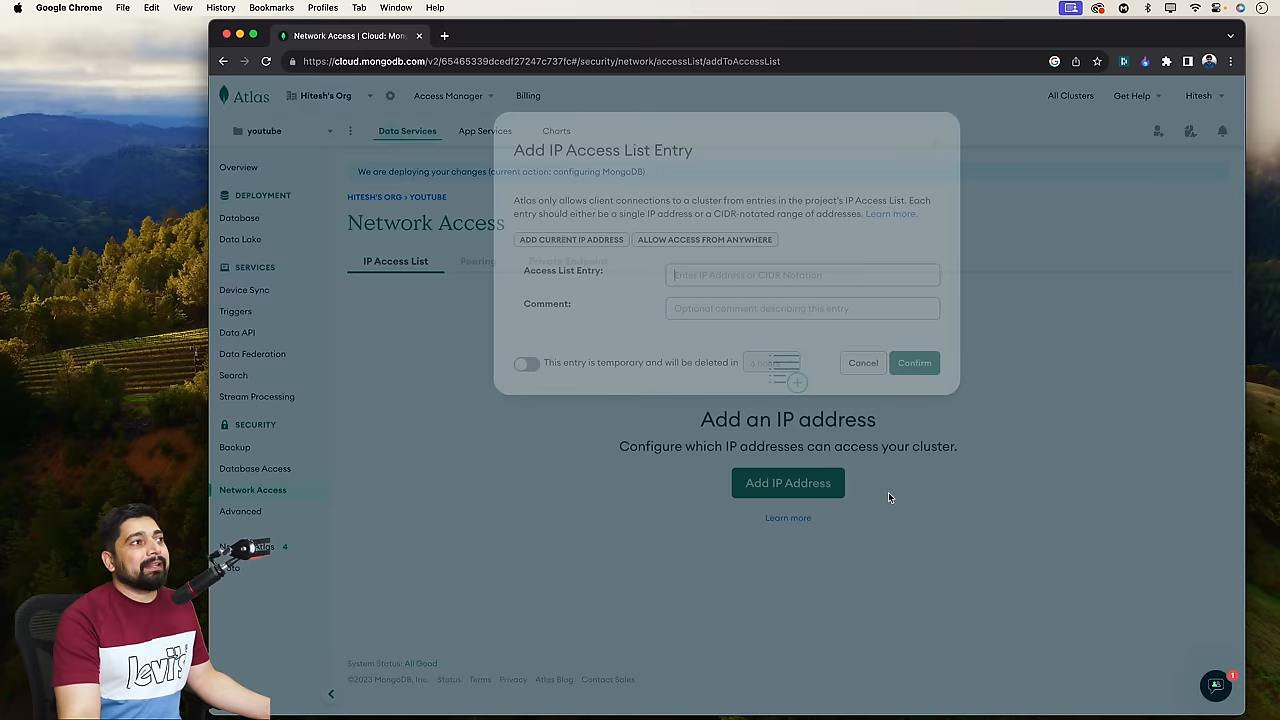 Google Chrome File Edit View History Bookmarks Profiles Tab Window Help
Network Access | Cloud: Mon
https://cloud.mongodb.com/v2/65465339dcedf27247c737fc#/security/network/accessList/addToAccessList
Atlas Hitesh's Org Access Manager Billing All Clusters Get Help Hitesh
youtube Data Services App Services Charts
Overview
DEPLOYMENT
Database
Data Lake
SERVICES
Device Sync
Triggers
Data API
Data Federation
Search
Stream Processing
SECURITY
Backup
Database Access
Network Access
Advanced
4
We are deploying your changes (current action: configuring MongoDB)
HITESH'S ORG > YOUTUBE
Network Access
IP Access List Peering Private Endpoint
Add IP Access List Entry
Atlas only allows client connections to a cluster from entries in the project's IP Access List. Each
entry should either be a single IP address or a CIDR-notated range of addresses. Learn more.
ADD CURRENT IP ADDRESS ALLOW ACCESS FROM ANYWHERE
Access List Entry: Enter IP Address or CIDR Notation
Comment: Optional comment describing this entry
This entry is temporary and will be deleted in 6 hours Cancel Confirm
Add an IP address
Configure which IP addresses can access your cluster.
Add IP Address
Learn more
System Status: All Good
©2023 MongoDB, Inc. Status Terms Privacy Atlas Blog Contact Sales
1
Levi's